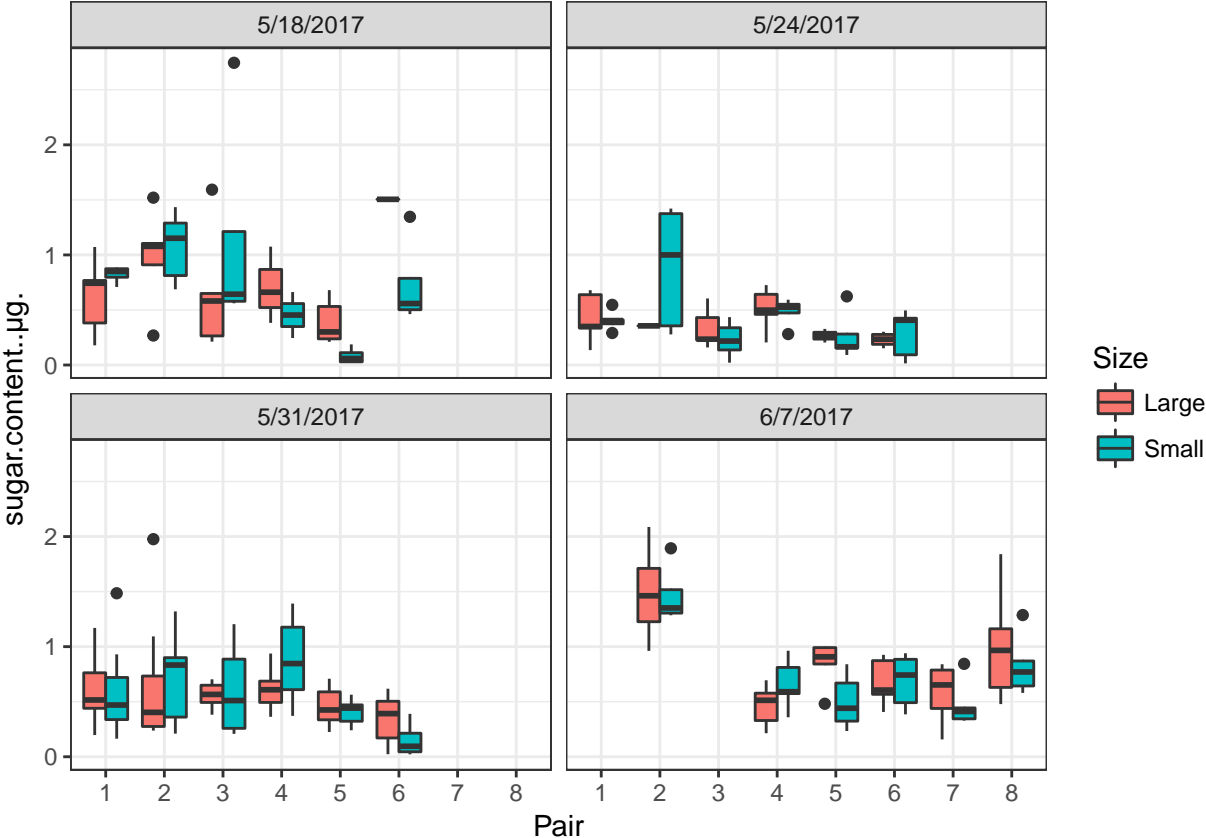 5/18/2017
5/24/2017
2
1
0
5/31/2017
6/7/2017
2
1
0
1 2 3 4 5 6 7 8
1 2 3 4 5 6 7 8
Pair
sugar.content..µg.
Size
Large
Small